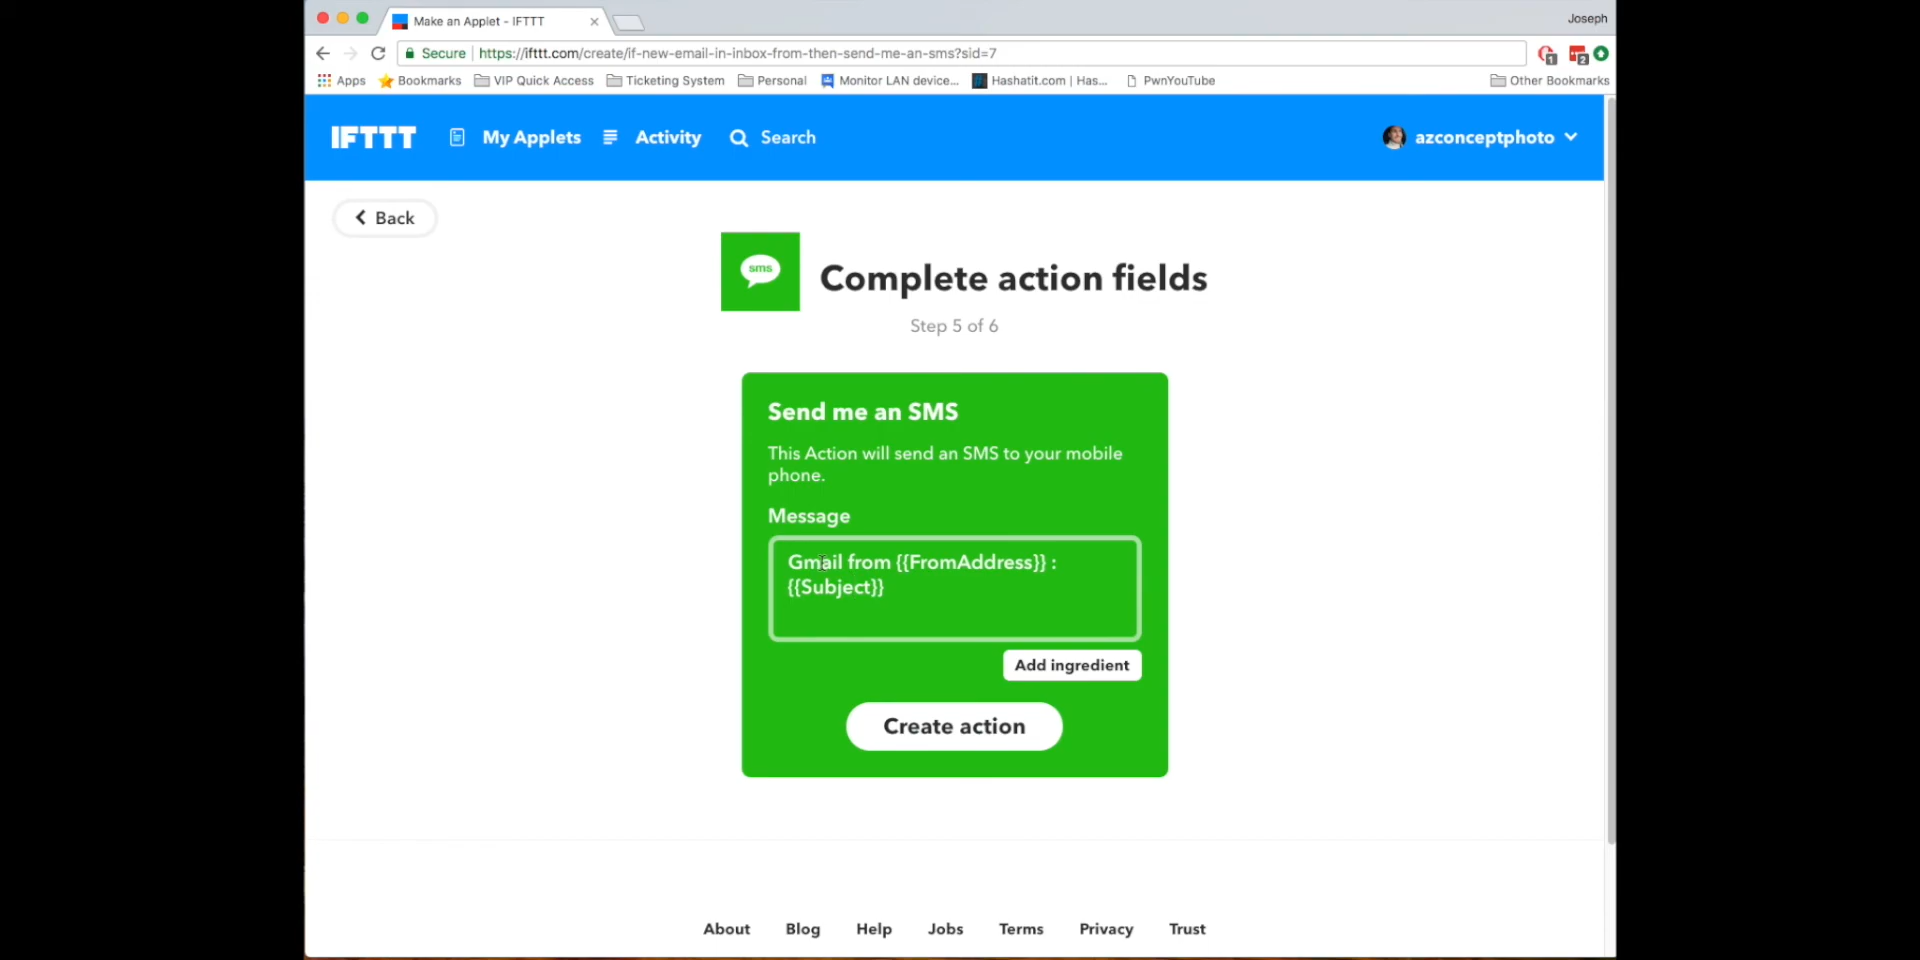 Make an Applet - IFTTT
Joseph
Secure | https://ifttt.com/create/if-new-email-in-inbox-from-then-send-me-an-sms?sid=7
1
2
Apps Bookmarks VIP Quick Access Ticketing System Personal Monitor LAN device... Hashatit.com | Has... PwnYouTube Other Bookmarks
IFTTT My Applets Activity Search azconceptphoto
Back
sms
Complete action fields
Step 5 of 6
Send me an SMS
This Action will send an SMS to your mobile
phone.
Message
Gmail from {{FromAddress}} :
{{Subject}}
Add ingredient
Create action
About Blog Help Jobs Terms Privacy Trust